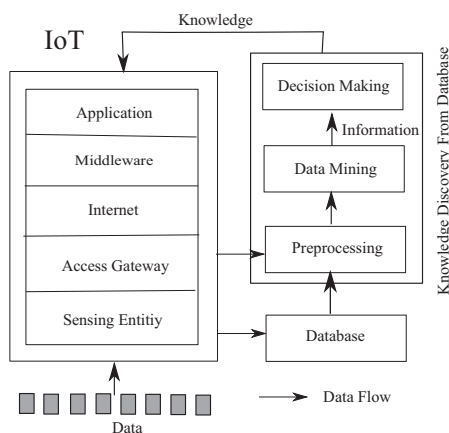 Knowledge
IoT
Application
Middleware
Internet
Access Gateway
Sensing Entitiy
Data
Decision Making
Information
Data Mining
Preprocessing
Database
Data Flow
Knowledge Discovery From Database